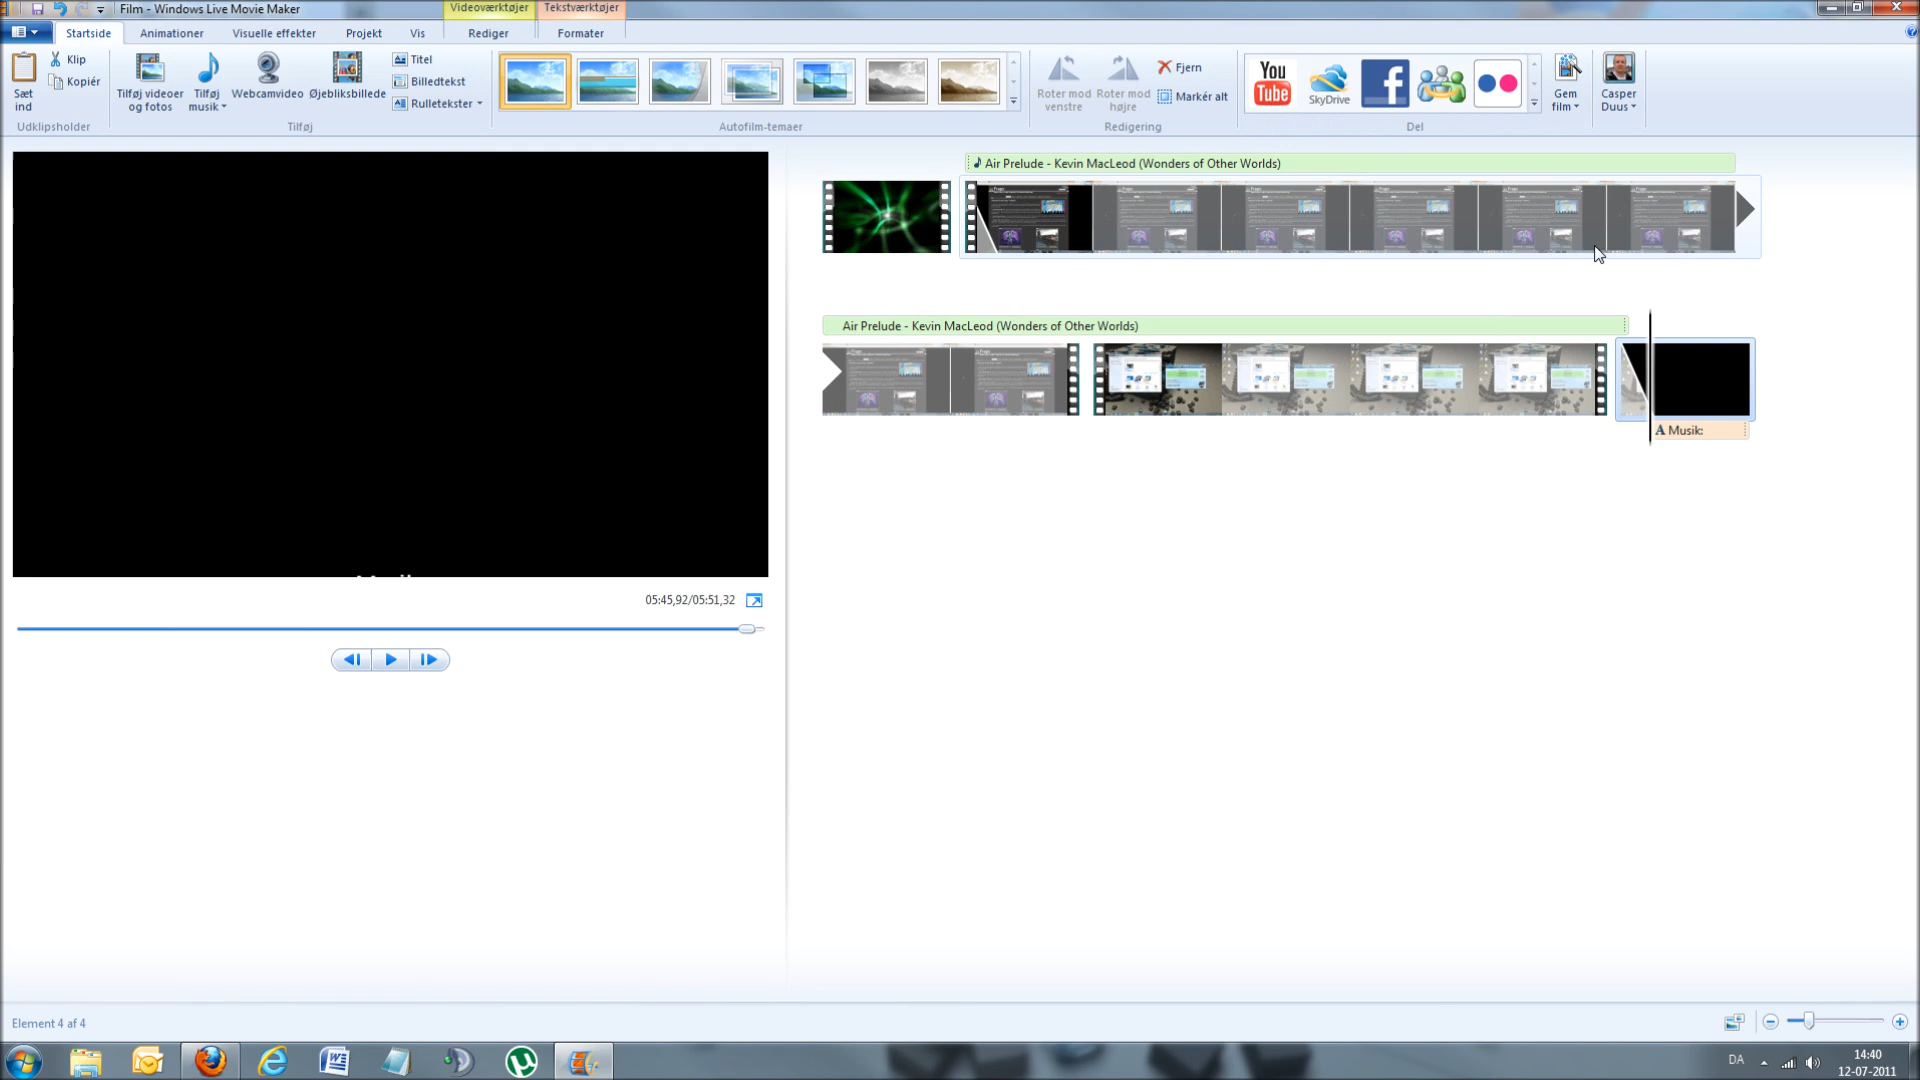 Film - Windows Live Movie Maker
Videoværktøjer
Tekstværktøjer
Startside
Animationer
Visuelle effekter
Projekt
Vis
Rediger
Formater
Sæt ind
Klip
Kopiér
Udklipsholder
Tilføj videoer og fotos
Tilføj musik
Webcamvideo
Øjebliksbillede
Titel
Billedtekst
Rulletekster
Tilføj
Autofilm-temaer
Roter mod venstre
Roter mod højre
Fjern
Markér alt
Redigering
You Tube
SkyDrive
Del
Gem film
Casper Duus
Air Prelude - Kevin MacLeod (Wonders of Other Worlds)
Air Prelude - Kevin MacLeod (Wonders of Other Worlds)
A Musik:
05:45,92/05:51,32
Element 4 af 4
DA
14:40
12-07-2011